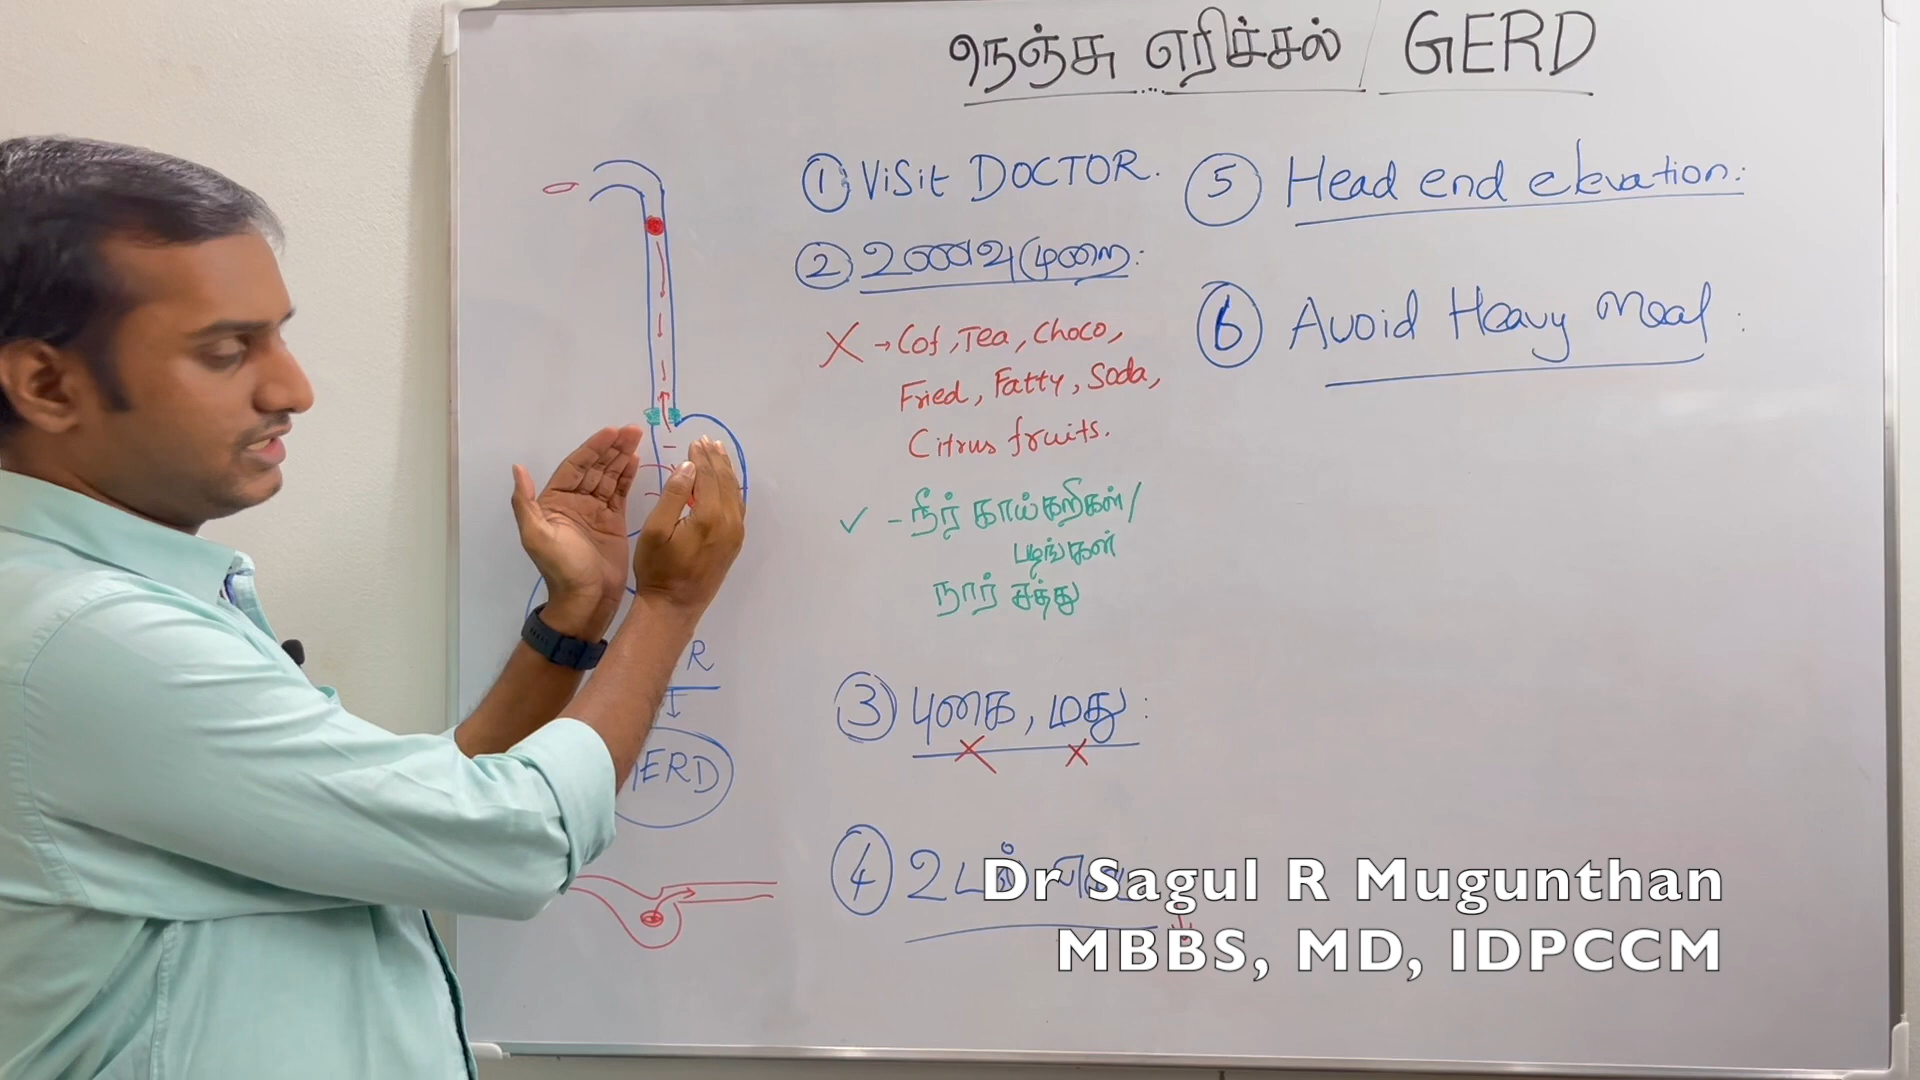 நெஞ்சு எரிச்சல் / GERD
① ViSit DOCTOR.
② உணவுமுறை:
X → Cof, Tea, Choco,
Fried, Fatty, Soda,
Citrus fruits.
✓ - நீர் காய்கறிகள் /
பழங்கள்
நார் சத்து
③ புகை, மது:
X X
④ உடல்
⑤ Head end elevation:
⑥ Avoid Heavy meal:
R
ERD
Dr Sagul R Mugunthan
MBBS, MD, IDPCCM